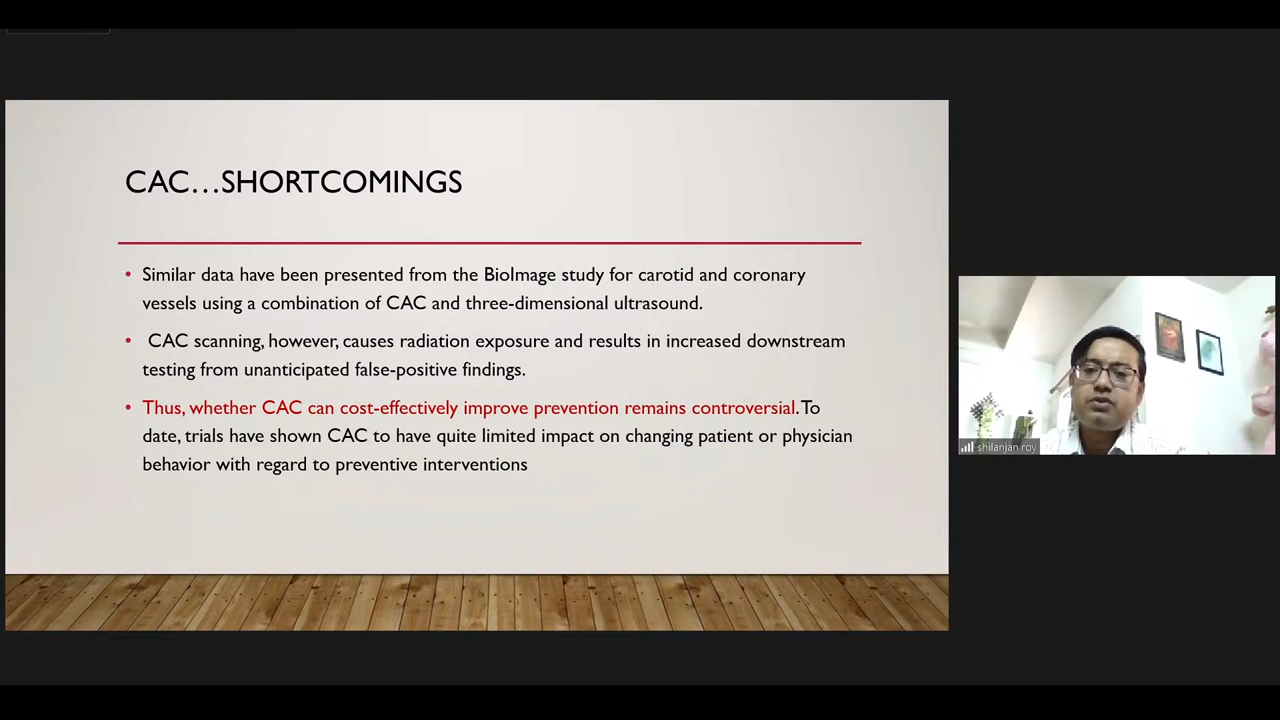 CAC…SHORTCOMINGS
• Similar data have been presented from the BioImage study for carotid and coronary
vessels using a combination of CAC and three-dimensional ultrasound.
• CAC scanning, however, causes radiation exposure and results in increased downstream
testing from unanticipated false-positive findings.
• Thus, whether CAC can cost-effectively improve prevention remains controversial. To
date, trials have shown CAC to have quite limited impact on changing patient or physician
behavior with regard to preventive interventions
shilanjan roy